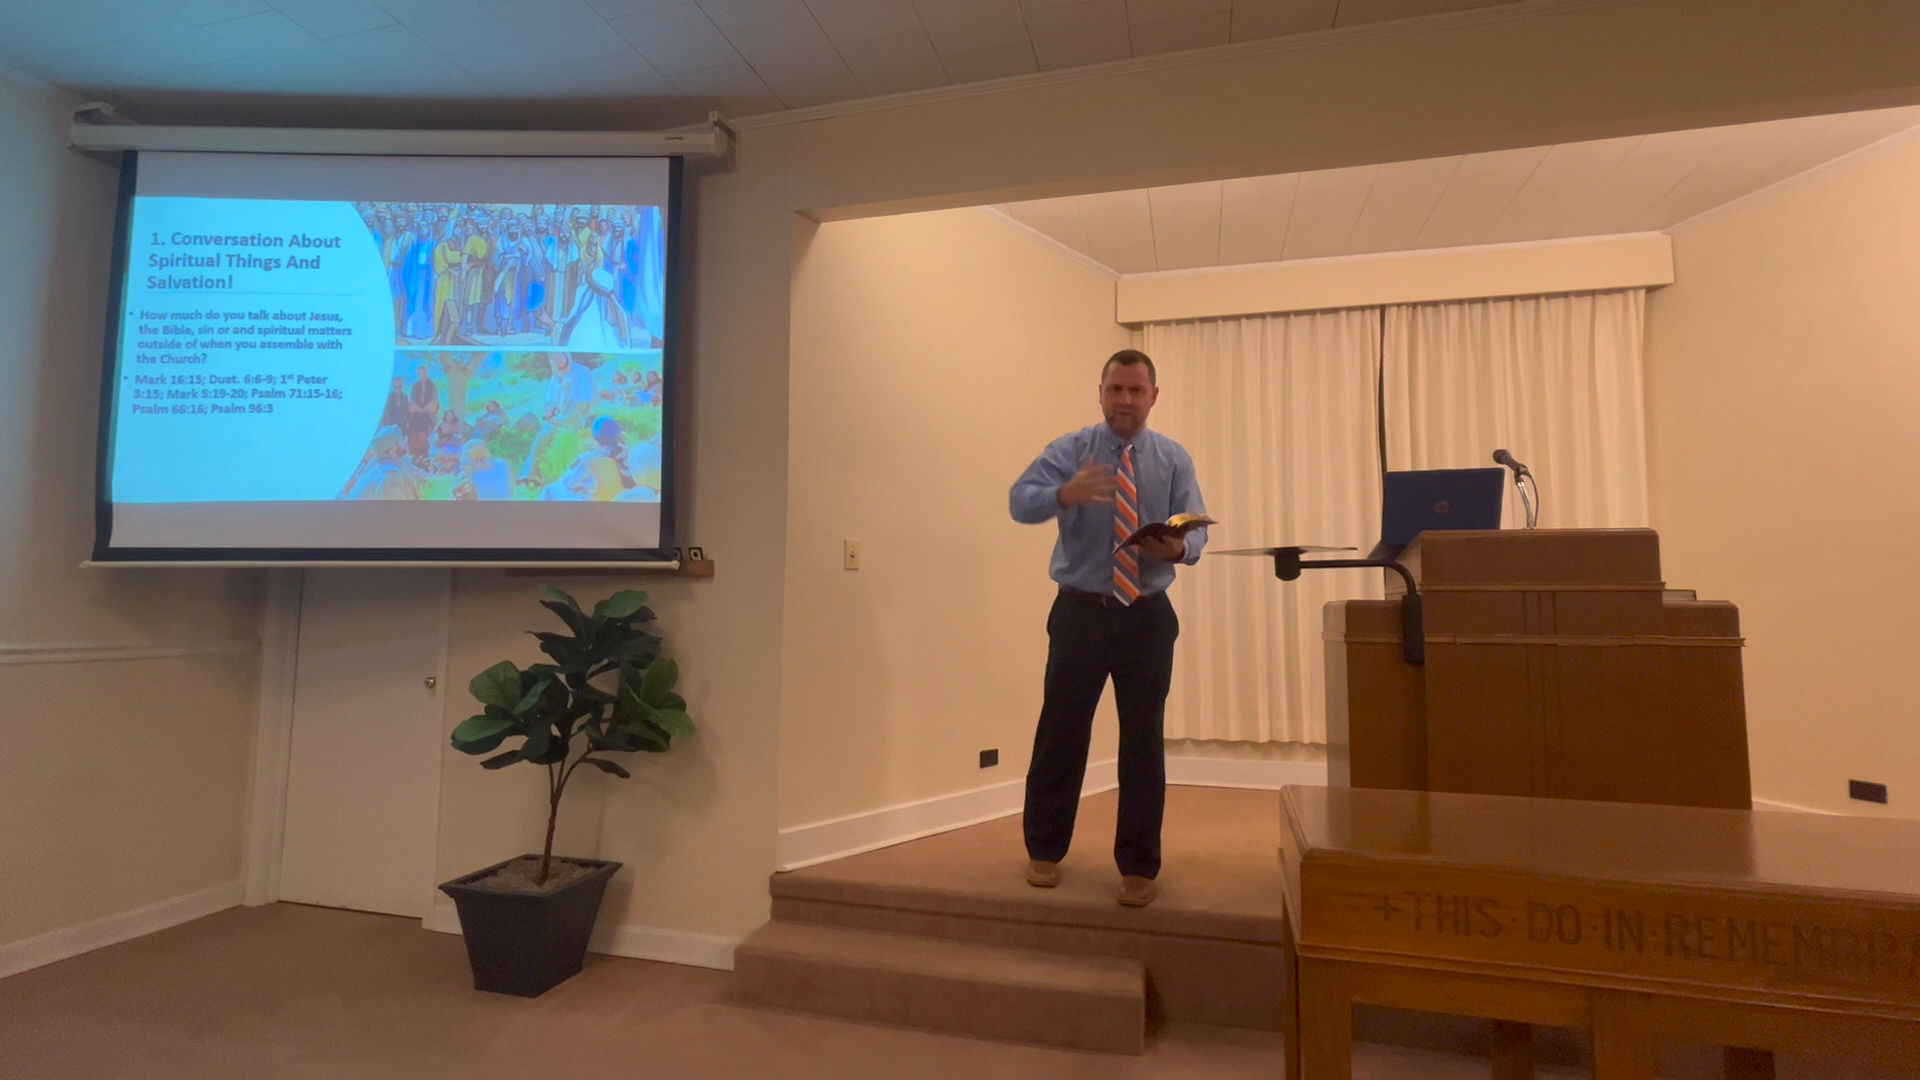 1. Conversation About
Spiritual Things And
Salvation!
• How much do you talk about Jesus,
the Bible, sin or and spiritual matters
outside of when you assemble with
the Church?
• Mark 16:15; Duet. 6:6-9; 1st Peter
3:15; Mark 5:19-20; Psalm 71:15-16;
Psalm 66:16; Psalm 96:3
hp
+THIS·DO·IN·REMEMBRA